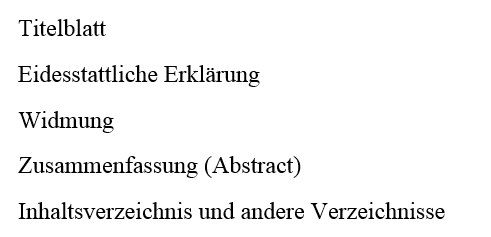 Titelblatt
Eidesstattliche Erklärung
Widmung
Zusammenfassung (Abstract)
Inhaltsverzeichnis und andere Verzeichnisse